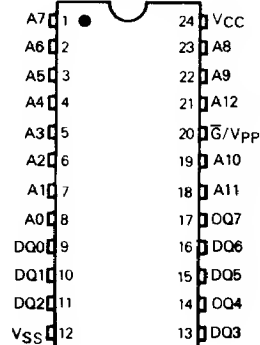 A7 1 24 VCC
A6 2 23 A8
A5 3 22 A9
A4 4 21 A12
A3 5 20 G̅/VPP
A2 6 19 A10
A1 7 18 A11
A0 8 17 OQ7
DQ0 9 16 DQ6
DQ1 10 15 DQ5
DQ2 11 14 OQ4
VSS 12 13 DQ3